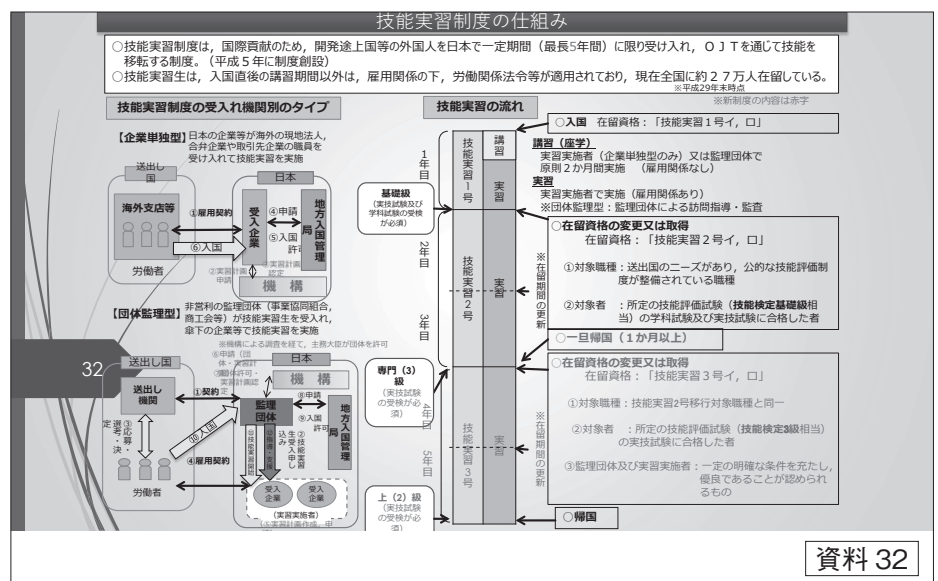 技能実習制度の仕組み
○技能実習制度は，国際貢献のため，開発途上国等の外国人を日本で一定期間（最長5年間）に限り受け入れ，ＯＪＴを通じて技能を
移転する制度。（平成５年に制度創設）
○技能実習生は，入国直後の講習期間以外は，雇用関係の下，労働関係法令等が適用されており，現在全国に約２７万人在留している。
※平成29年末時点
※新制度の内容は赤字
技能実習制度の受入れ機関別のタイプ
【企業単独型】日本の企業等が海外の現地法人，
合弁企業や取引先企業の職員を
受け入れて技能実習を実施
送出し
国
日本
海外支店等
労働者
①雇用契約
⑥入国
受入企業
④申請
⑤入国
許可
地方入国管理
局
②実習計画
申請
③実習計画
認定
機 構
【団体監理型】
非営利の監理団体（事業協同組合，
商工会等）が技能実習生を受入れ，
傘下の企業等で技能実習を実施
※機構による調査を経て，主務大臣が団体を許可
32
送出し国
日本
送出し
機関
③応募・
選考・決
定
労働者
①契約
④雇用契約
⑩入国
機 構
監理
団体
⑧申請
⑨入国
許可
地方入国管理
局
②技能実習
生受入申し
込み
⑪技能実習開始
⑫指導・支援
受入
企業
受入
企業
(実習実施者）
技能実習の流れ
1年目
2年目
3年目
4年目
5年目
技能実習１号
講習
実習
技能実習２号
実習
技能実習３号
実習
基礎級
（実技試験及び
学科試験の受検
が必須）
専門（３）
級
（実技試験
の受検が必
須）
上（２）級
（実技試験
の受検が必
須）
○入国 在留資格：「技能実習１号イ，ロ」
講習（座学）
実習実施者（企業単独型のみ）又は監理団体で
原則２か月間実施 （雇用関係なし）
実習
実習実施者で実施（雇用関係あり）
※団体監理型：監理団体による訪問指導・監査
※在留期間の更新
○在留資格の変更又は取得
在留資格：「技能実習２号イ，ロ」
①対象職種：送出国のニーズがあり，公的な技能評価制
度が整備されている職種
②対象者 ：所定の技能評価試験（技能検定基礎級相
当）の学科試験及び実技試験に合格した者
○一旦帰国（１か月以上）
※在留期間の更新
○在留資格の変更又は取得
在留資格：「技能実習３号イ，ロ」
①対象職種：技能実習2号移行対象職種と同一
②対象者 ：所定の技能評価試験（技能検定3級相当）
の実技試験に合格した者
③監理団体及び実習実施者：一定の明確な条件を充たし，
優良であることが認めら
れるもの
○帰国
資料 32